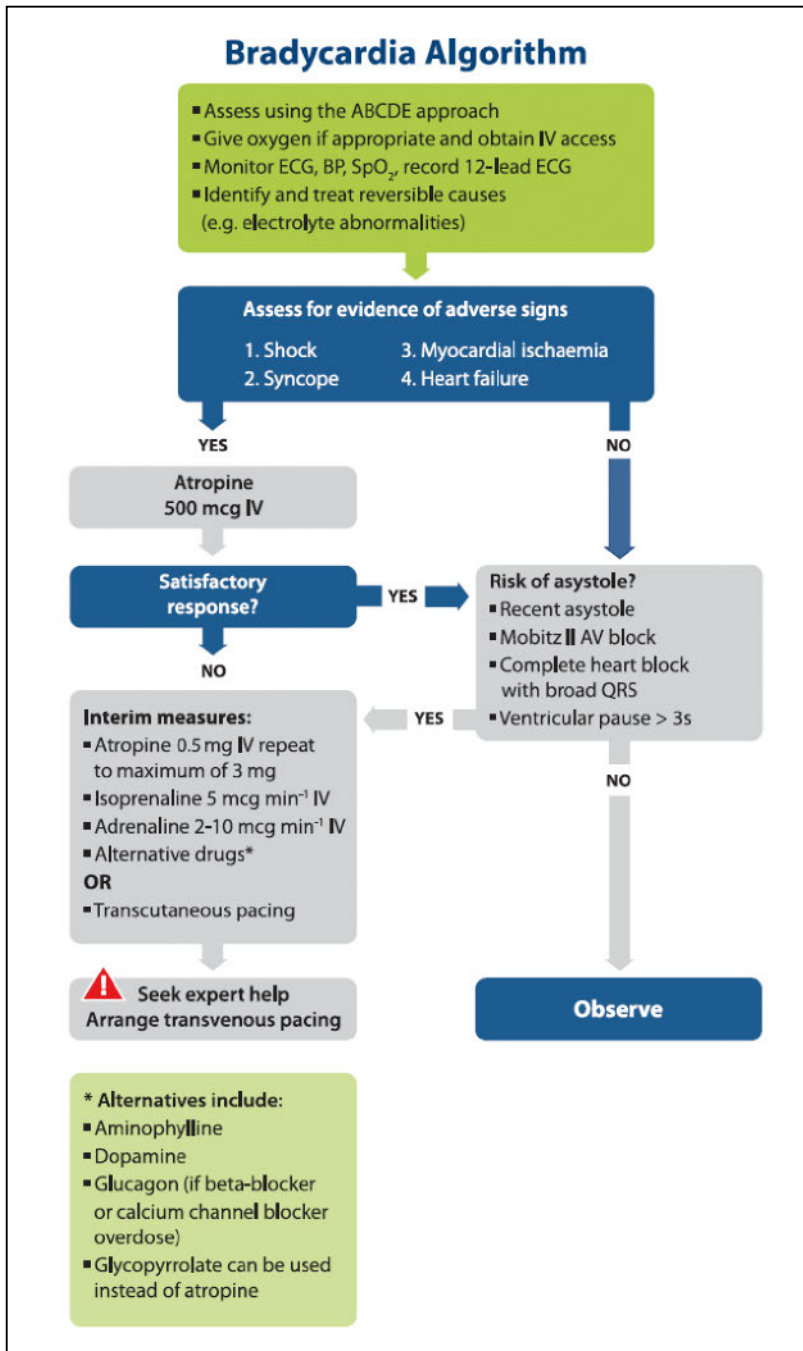 Bradycardia Algorithm
▪ Assess using the ABCDE approach
▪ Give oxygen if appropriate and obtain IV access
▪ Monitor ECG, BP, SpO₂, record 12-lead ECG
▪ Identify and treat reversible causes
(e.g. electrolyte abnormalities)
Assess for evidence of adverse signs
1. Shock
2. Syncope
3. Myocardial ischaemia
4. Heart failure
YES
NO
Atropine
500 mcg IV
Satisfactory
response?
YES
NO
Risk of asystole?
▪ Recent asystole
▪ Mobitz II AV block
▪ Complete heart block
with broad QRS
▪ Ventricular pause > 3s
YES
NO
Interim measures:
▪ Atropine 0.5 mg IV repeat
to maximum of 3 mg
▪ Isoprenaline 5 mcg min⁻¹ IV
▪ Adrenaline 2-10 mcg min⁻¹ IV
▪ Alternative drugs*
OR
▪ Transcutaneous pacing
!
Seek expert help
Arrange transvenous pacing
Observe
* Alternatives include:
▪ Aminophylline
▪ Dopamine
▪ Glucagon (if beta-blocker
or calcium channel blocker
overdose)
▪ Glycopyrrolate can be used
instead of atropine